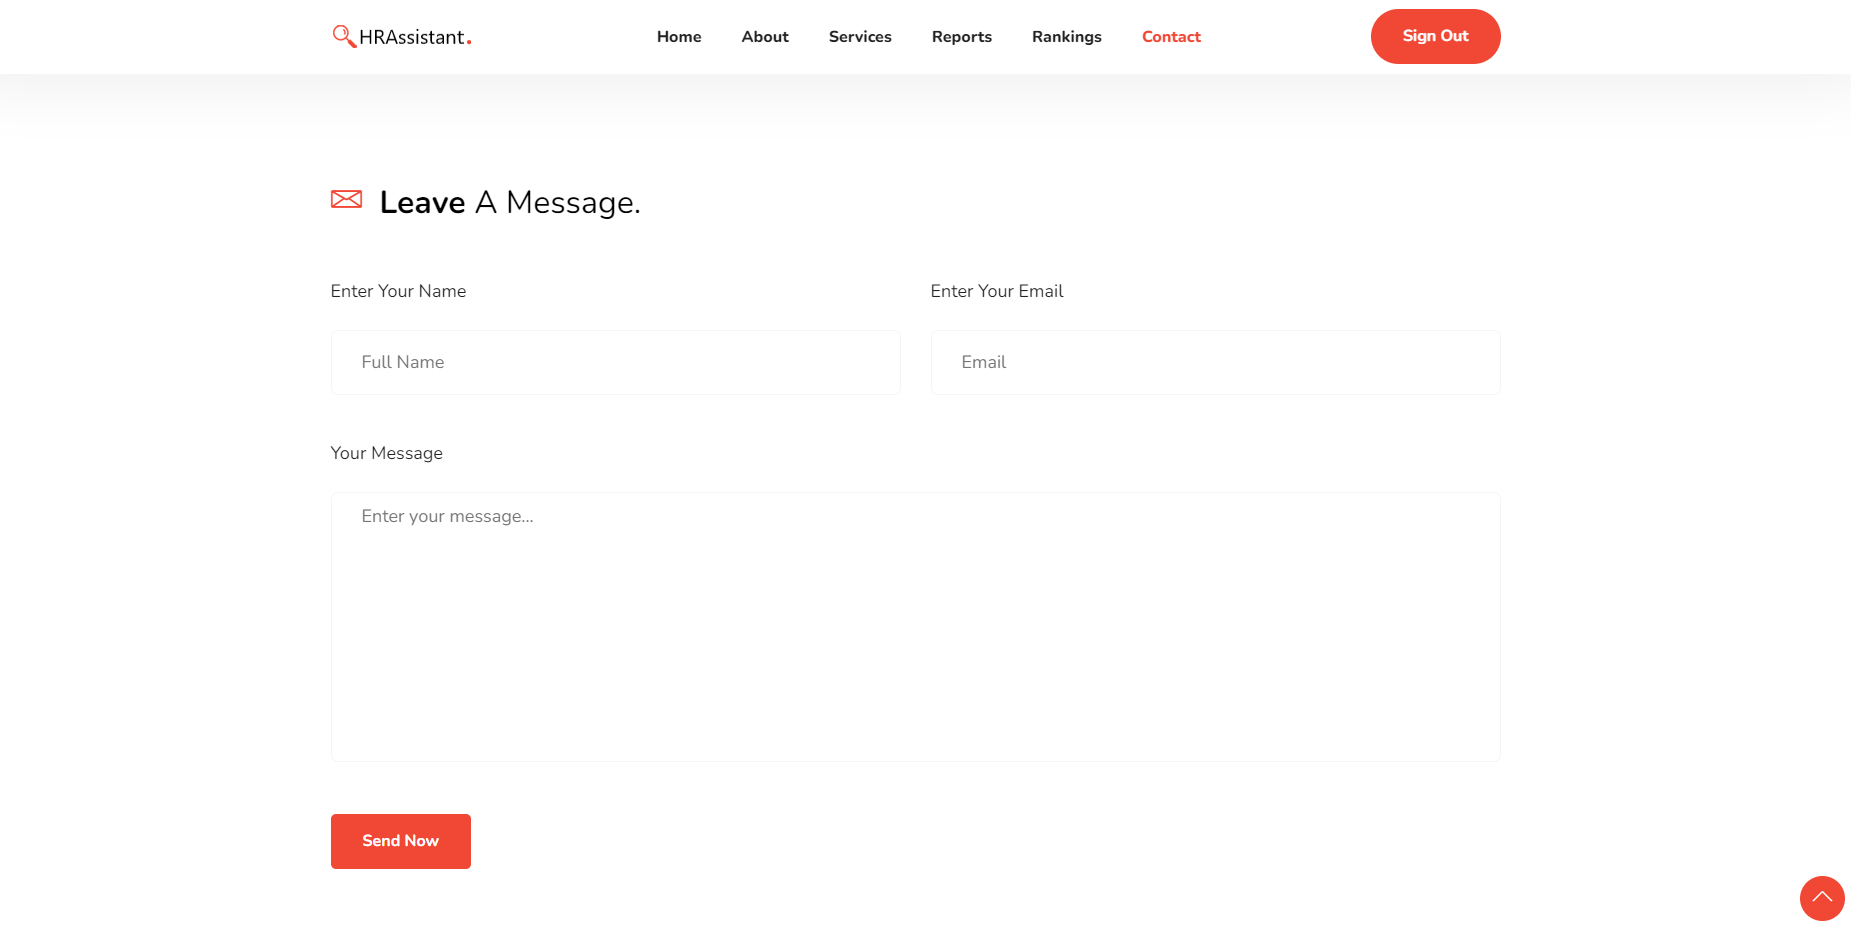 HRAssistant.
Home About Services Reports Rankings Contact
Sign Out
Leave A Message.
Enter Your Name
Enter Your Email
Full Name
Email
Your Message
Enter your message...
Send Now